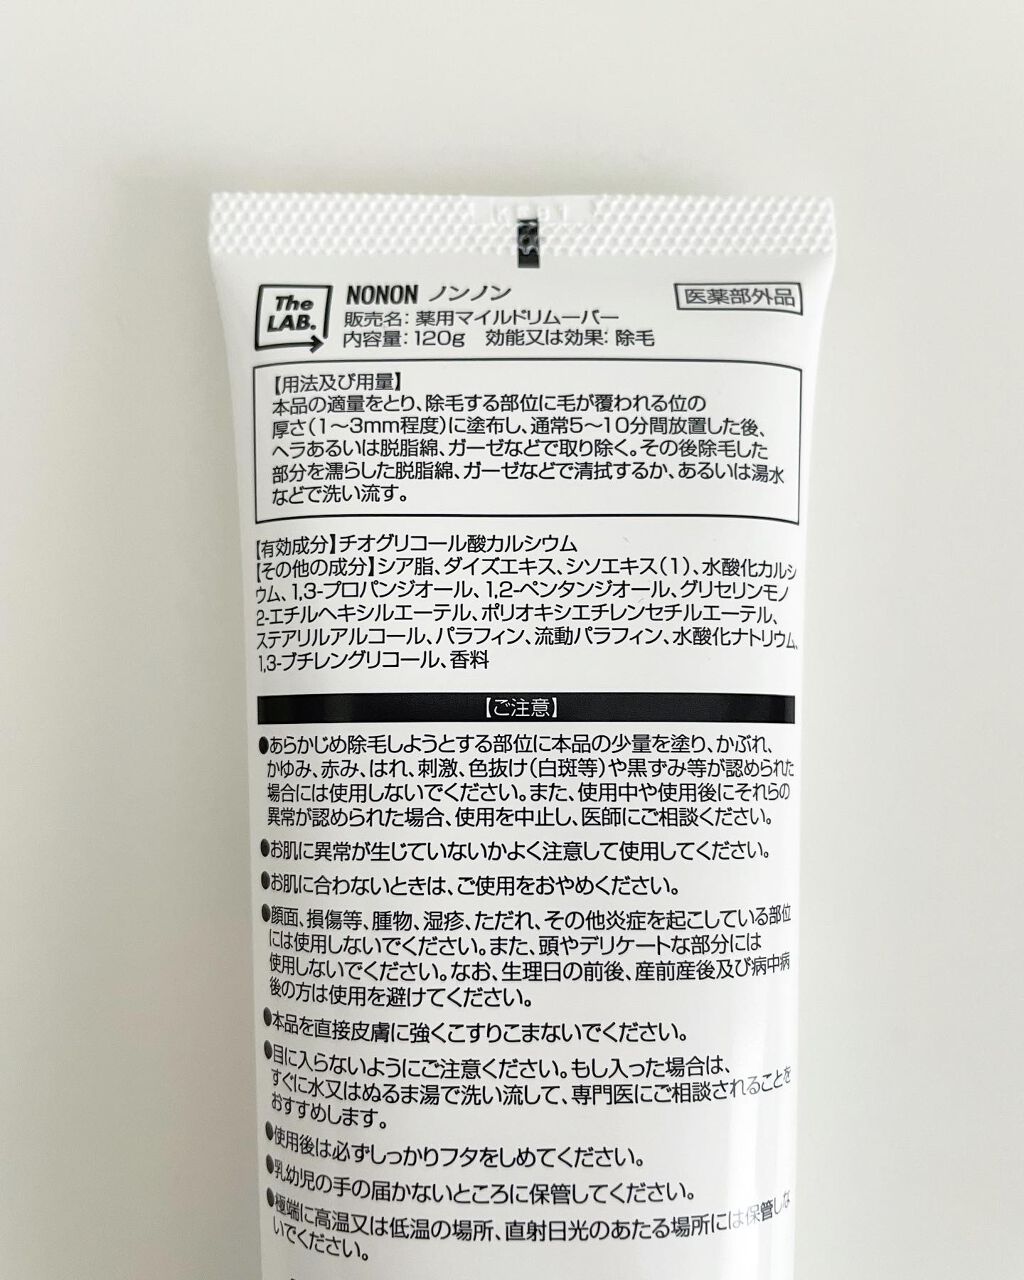 The
LAB.
NONON ノンノン
医薬部外品
販売名: 薬用マイルドリムーバー
内容量: 120g 効能又は効果: 除毛
【用法及び用量】
本品の適量をとり、除毛する部位に毛が覆われる位の
厚さ(1〜3mm程度)に塗布し、通常5〜10分間放置した後、
ヘラあるいは脱脂綿、ガーゼなどで取り除く。その後除毛した
部分を濡らした脱脂綿、ガーゼなどで清拭するか、あるいは湯水
などで洗い流す。
【有効成分】チオグリコール酸カルシウム
【その他の成分】シア脂、ダイズエキス、シソエキス(1)、水酸化カルシ
ウム、1,3-プロパンジオール、1,2-ペンタンジオール、グリセリンモノ
2-エチルヘキシルエーテル、ポリオキシエチレンセチルエーテル、
ステアリルアルコール、パラフィン、流動パラフィン、水酸化ナトリウム、
1,3-ブチレングリコール、香料
【ご注意】
●あらかじめ除毛しようとする部位に本品の少量を塗り、かぶれ、
かゆみ、赤み、はれ、刺激、色抜け(白斑等)や黒ずみ等が認められた
場合には使用しないでください。また、使用中や使用後にそれらの
異常が認められた場合、使用を中止し、医師にご相談ください。
●お肌に異常が生じていないかよく注意して使用してください。
●お肌に合わないときは、ご使用をおやめください。
●顔面、損傷等、腫物、湿疹、ただれ、その他炎症を起こしている部位
には使用しないでください。また、頭やデリケートな部分には
使用しないでください。なお、生理日の前後、産前産後及び病中病
後の方は使用を避けてください。
●本品を直接皮膚に強くこすりこまないでください。
●目に入らないようにご注意ください。もし入った場合は、
すぐに水又はぬるま湯で洗い流して、専門医にご相談されることを
おすすめします。
●使用後は必ずしっかりフタをしめてください。
●乳幼児の手の届かないところに保管してください。
●極端に高温又は低温の場所、直射日光のあたる場所には保管しな
いでください。